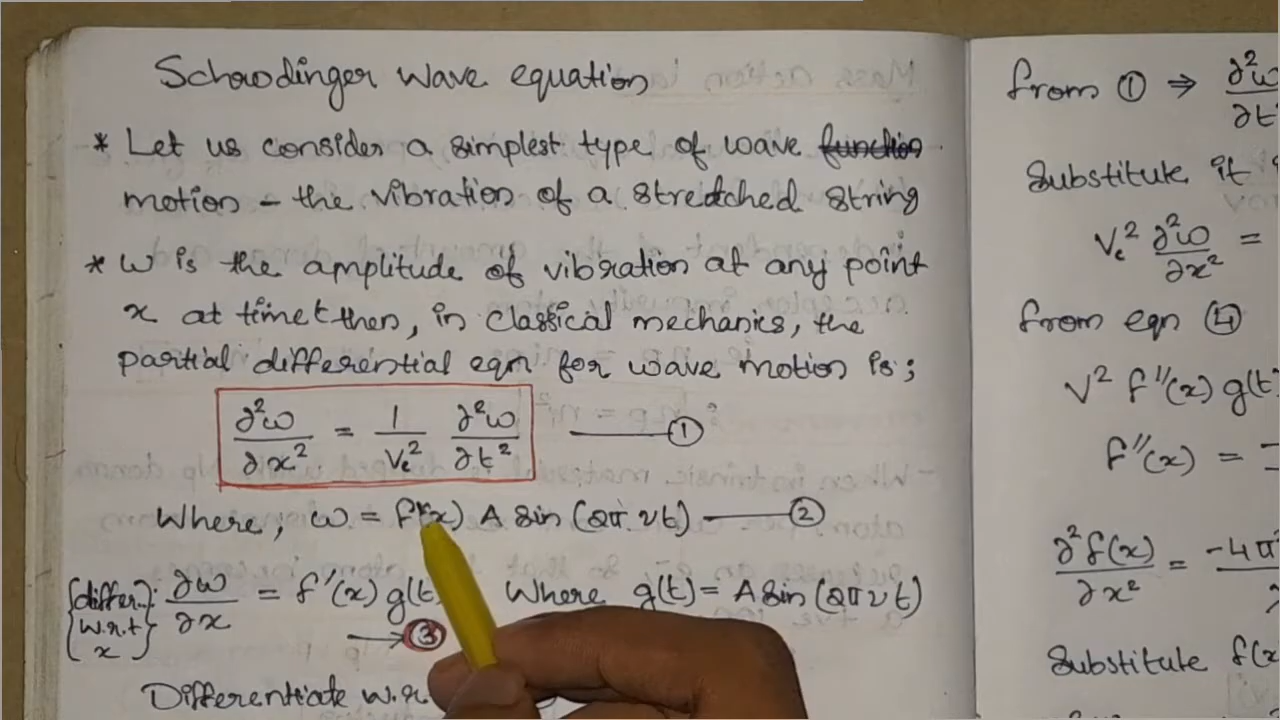 Schrodinger wave equation
* Let us consider a simplest type of wave function
motion - the vibration of a stretched string
* ω is the amplitude of vibration at any point
x at time t then, in classical mechanics, the
partial differential eqn for wave motion is;
∂²ω/∂x² = 1/Vₑ² ∂²ω/∂t² ——— ①
Where, ω = f(x) A sin (2π νt) ——— ②
{differ. w.r.t x}: ∂ω/∂x = f'(x) g(t) Where g(t) = A sin (2π ν t)
→ ③
Differentiate w.r.
from ① ⇒ ∂²ω/∂t
Substitute it
Vₑ² ∂²ω/∂x² =
from eqn ④
V² f''(x) g(t
f''(x) =
∂²f(x)/∂x² = -4π²
Substitute f(x